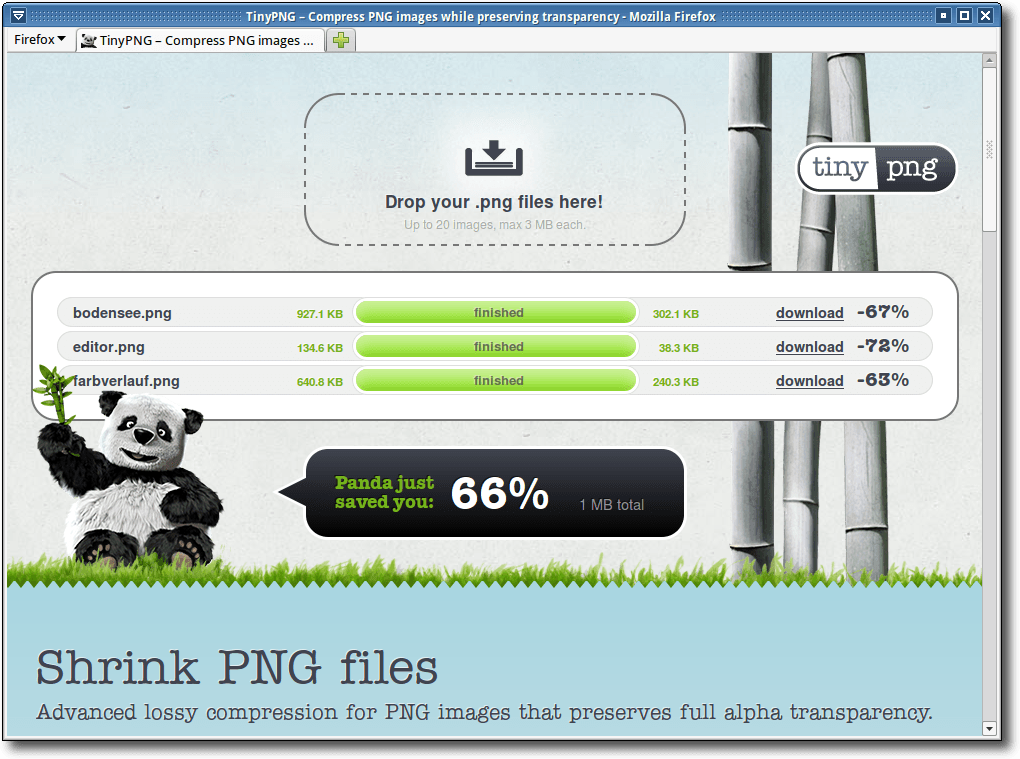 TinyPNG – Compress PNG images while preserving transparency - Mozilla Firefox
Firefox
TinyPNG – Compress PNG images ...
Drop your .png files here!
Up to 20 images, max 3 MB each.
tiny png
bodensee.png 927.1 KB finished 302.1 KB download -67%
editor.png 134.6 KB finished 38.3 KB download -72%
farbverlauf.png 640.8 KB finished 240.3 KB download -63%
Panda just
saved you: 66% 1 MB total
Shrink PNG files
Advanced lossy compression for PNG images that preserves full alpha transparency.